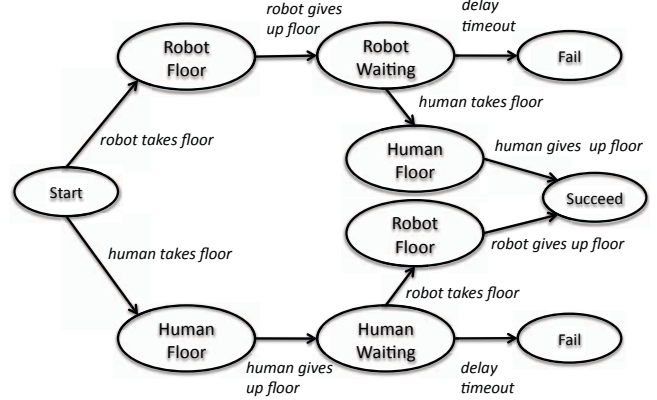 robot gives
up floor
delay
timeout
Robot
Floor
Robot
Waiting
Fail
robot takes floor
human takes floor
Human
Floor
human gives up floor
Start
Succeed
Robot
Floor
robot gives up floor
human takes floor
robot takes floor
Human
Floor
human gives
up floor
Human
Waiting
delay
timeout
Fail